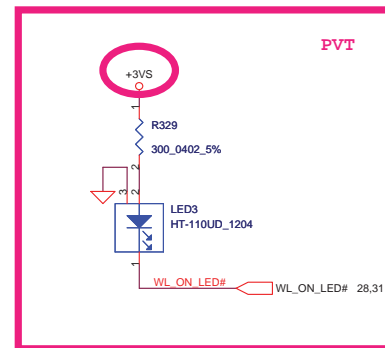 PVT
+3VS
1
R329
300_0402_5%
2
3
2
LED3
HT-110UD_1204
1
WL_ON_LED#
WL_ON_LED# 28,31